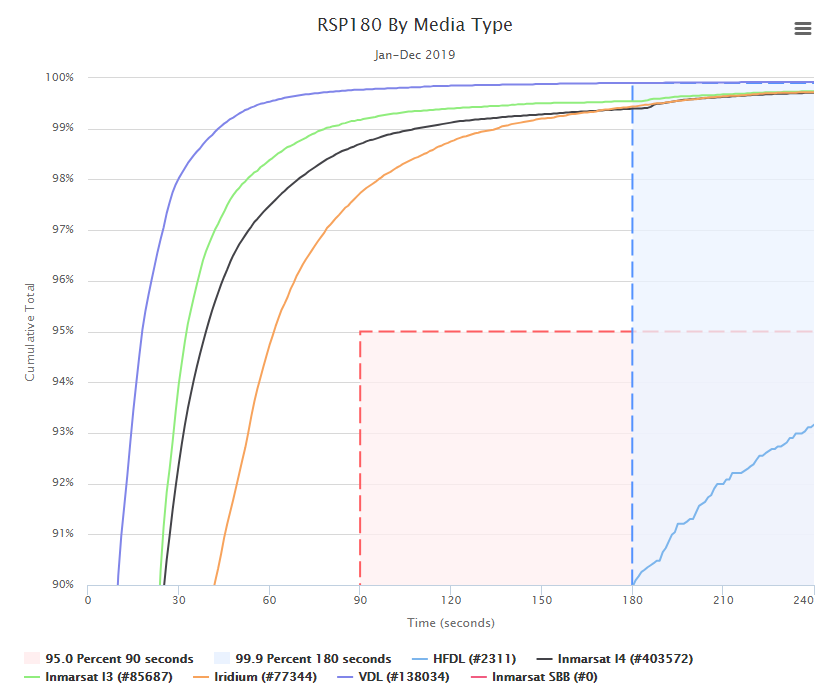 RSP180 By Media Type
Jan-Dec 2019
100%
99%
98%
97%
96%
95%
94%
93%
92%
91%
90%
Cumulative Total
0 30 60 90 120 150 180 210 240
Time (seconds)
95.0 Percent 90 seconds 99.9 Percent 180 seconds HFDL (#2311) Inmarsat I4 (#403572)
Inmarsat I3 (#85687) Iridium (#77344) VDL (#138034) Inmarsat SBB (#0)